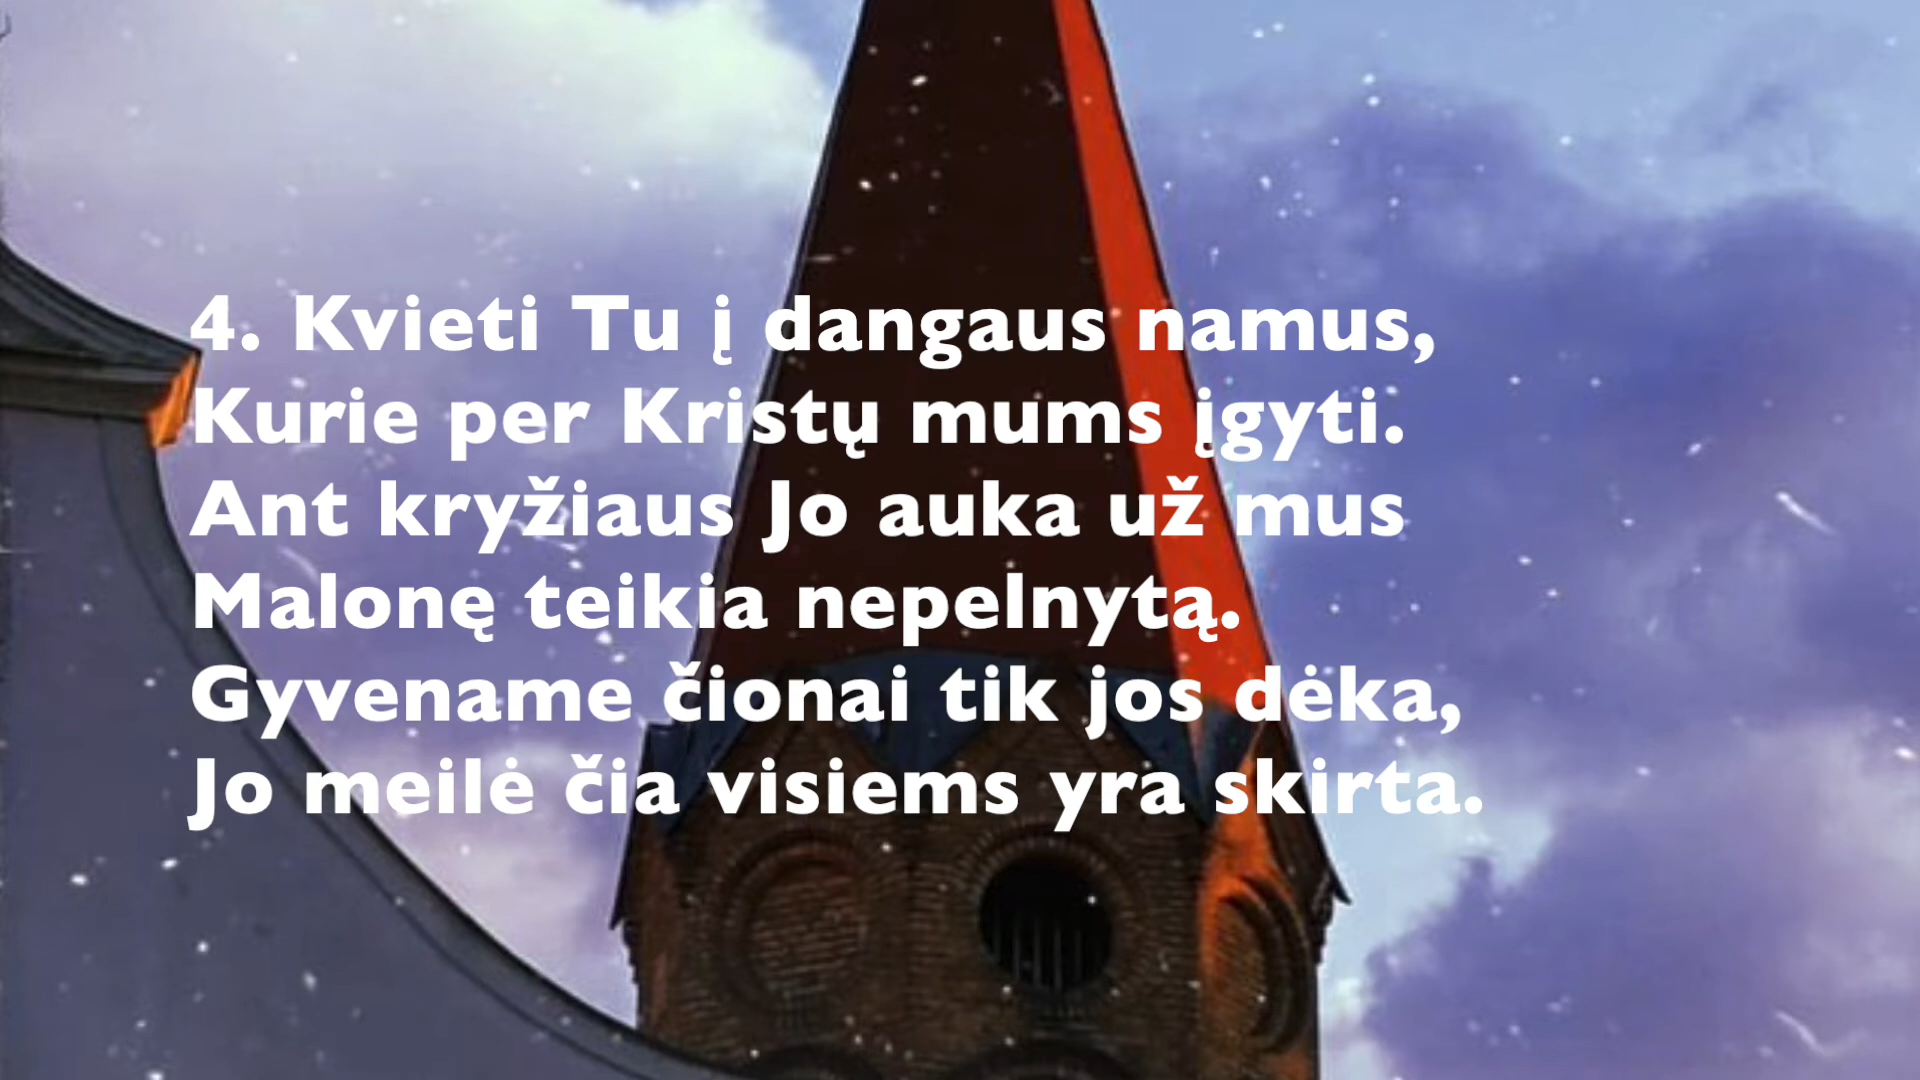 4. Kvieti Tu į dangaus namus,
Kurie per Kristų mums įgyti.
Ant kryžiaus Jo auka už mus
Malonę teikia nepelnytą.
Gyvename čionai tik jos dėka,
Jo meilė čia visiems yra skirta.